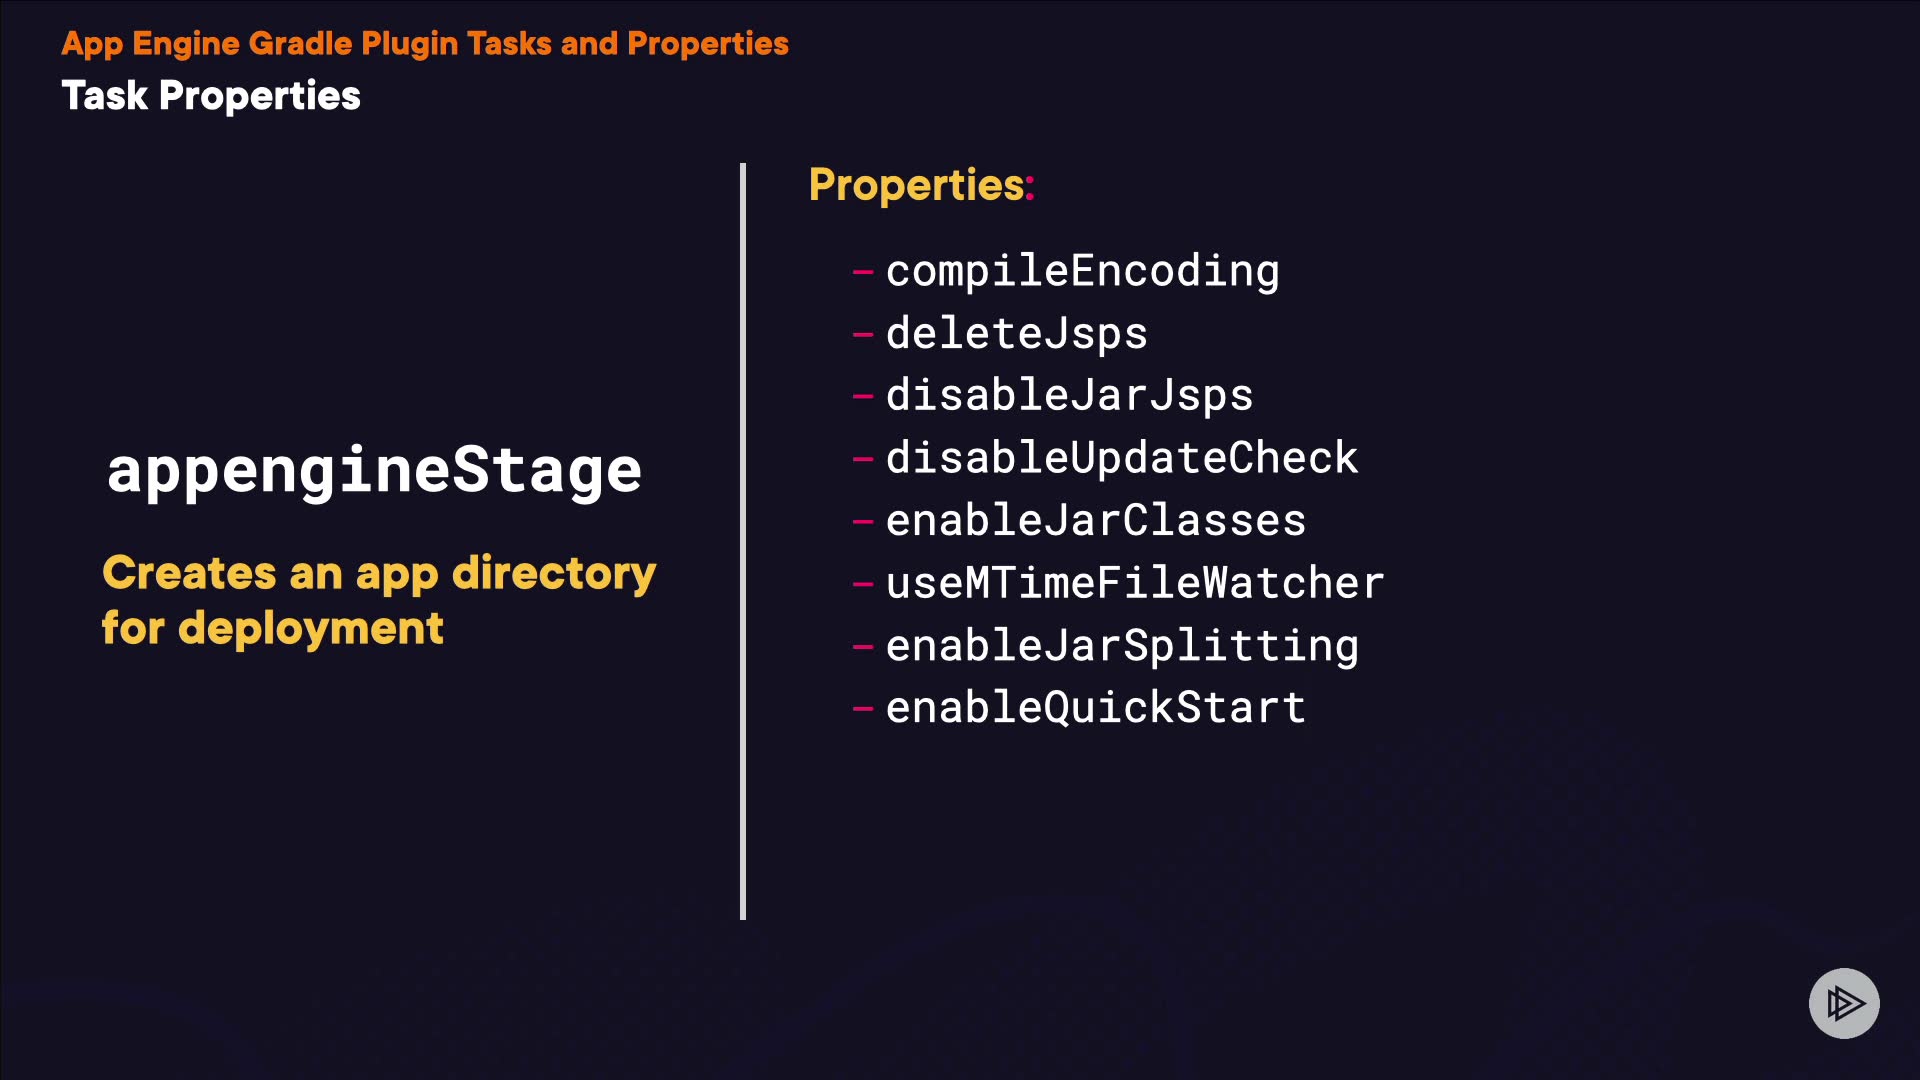 App Engine Gradle Plugin Tasks and Properties
Task Properties
appengineStage
Creates an app directory
for deployment
Properties:
– compileEncoding
– deleteJsps
– disableJarJsps
– disableUpdateCheck
– enableJarClasses
– useMTimeFileWatcher
– enableJarSplitting
– enableQuickStart